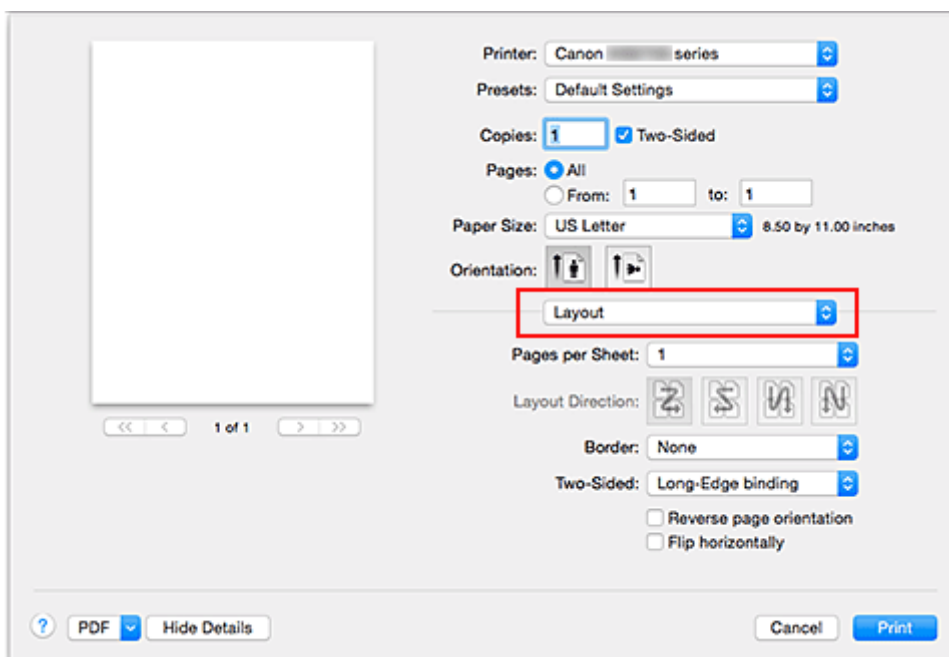 Printer: Canon series
Presets: Default Settings
Copies: 1 Two-Sided
Pages: All
From: 1 to: 1
Paper Size: US Letter 8.50 by 11.00 inches
Orientation:
Layout
Pages per Sheet: 1
Layout Direction:
Border: None
Two-Sided: Long-Edge binding
Reverse page orientation
Flip horizontally
1 of 1
? PDF Hide Details Cancel Print